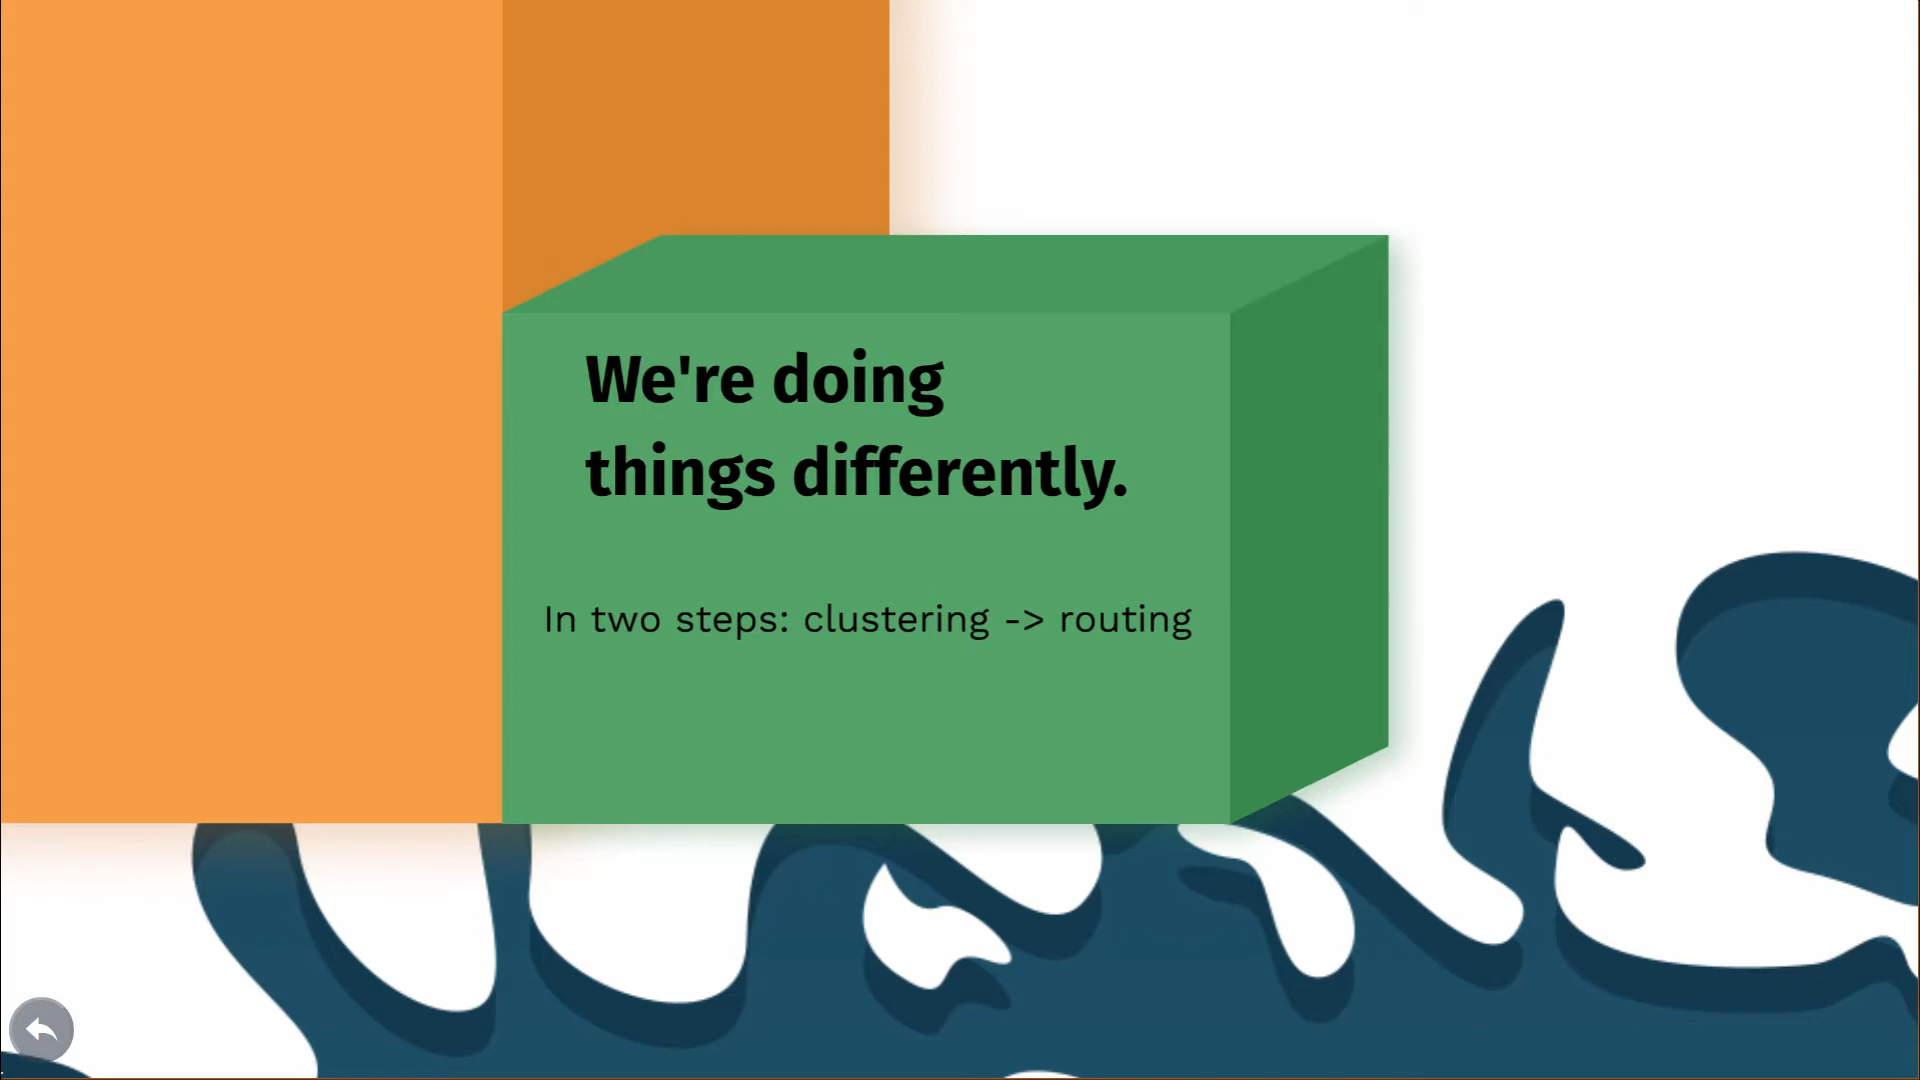 We're doing
things differently.
In two steps: clustering -> routing